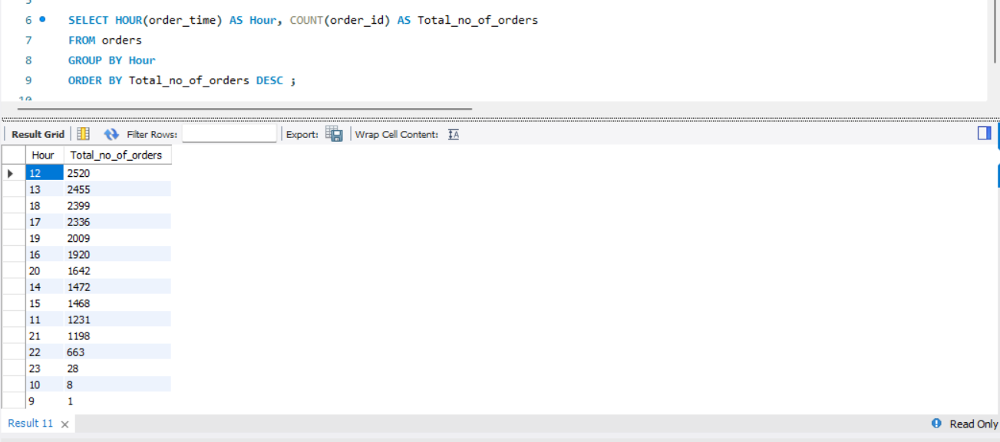 6 SELECT HOUR(order_time) AS Hour, COUNT(order_id) AS Total_no_of_orders
7 FROM orders
8 GROUP BY Hour
9 ORDER BY Total_no_of_orders DESC ;
10
Result Grid Filter Rows: Export: Wrap Cell Content: IA
Hour Total_no_of_orders
12 2520
13 2455
18 2399
17 2336
19 2009
16 1920
20 1642
14 1472
15 1468
11 1231
21 1198
22 663
23 28
10 8
9 1
Result 11 × Read Only